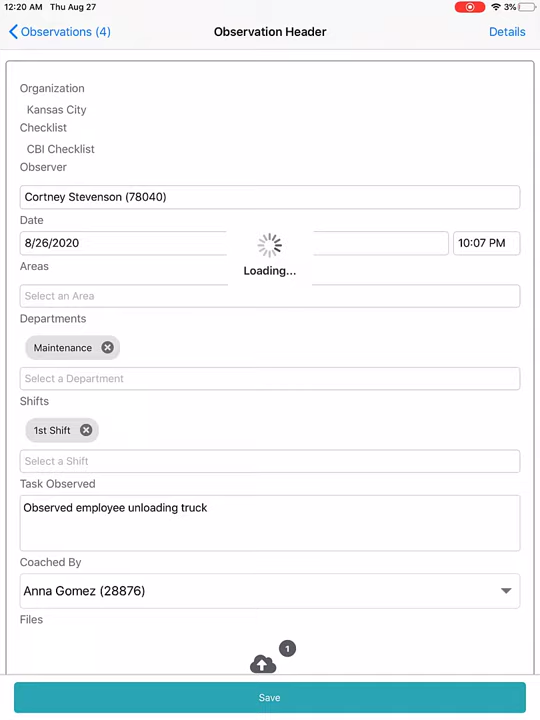 12:20 AM Thu Aug 27 3%
Observations (4) Observation Header Details
Organization
Kansas City
Checklist
CBI Checklist
Observer
Cortney Stevenson (78040)
Date
8/26/2020 10:07 PM
Loading...
Areas
Select an Area
Departments
Maintenance
Select a Department
Shifts
1st Shift
Select a Shift
Task Observed
Observed employee unloading truck
Coached By
Anna Gomez (28876)
Files
1
Save